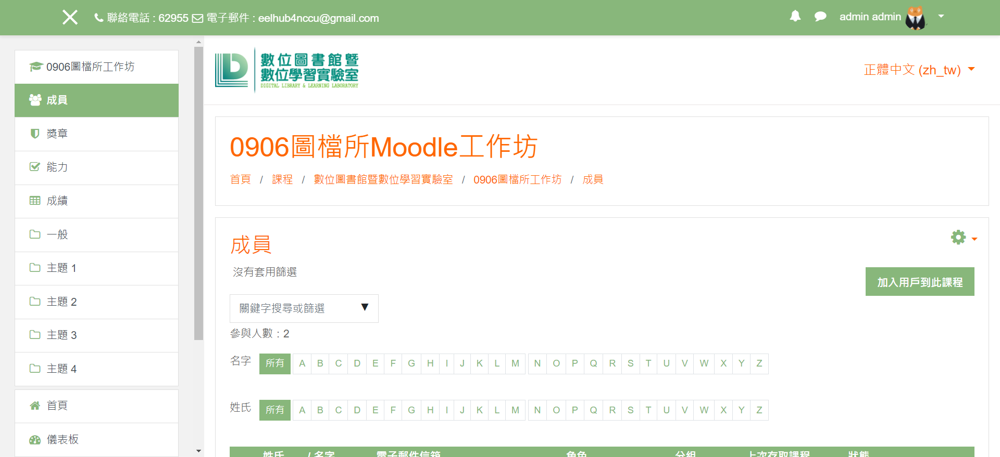 聯絡電話 : 62955 電子郵件 : eelhub4nccu@gmail.com
admin admin
0906圖檔所工作坊
成員
獎章
能力
成績
一般
主題 1
主題 2
主題 3
主題 4
首頁
儀表板
數位圖書館暨
數位學習實驗室
DIGITAL LIBRARY & LEARNING LABORATORY
正體中文 (zh_tw)
0906圖檔所Moodle工作坊
首頁 / 課程 / 數位圖書館暨數位學習實驗室 / 0906圖檔所工作坊 / 成員
成員
沒有套用篩選
加入用戶到此課程
關鍵字搜尋或篩選 ▼
參與人數：2
名字 所有 A B C D E F G H I J K L M N O P Q R S T U V W X Y Z
姓氏 所有 A B C D E F G H I J K L M N O P Q R S T U V W X Y Z
姓氏 / 名字 電子郵件信箱 角色 分組 上次存取課程 狀態